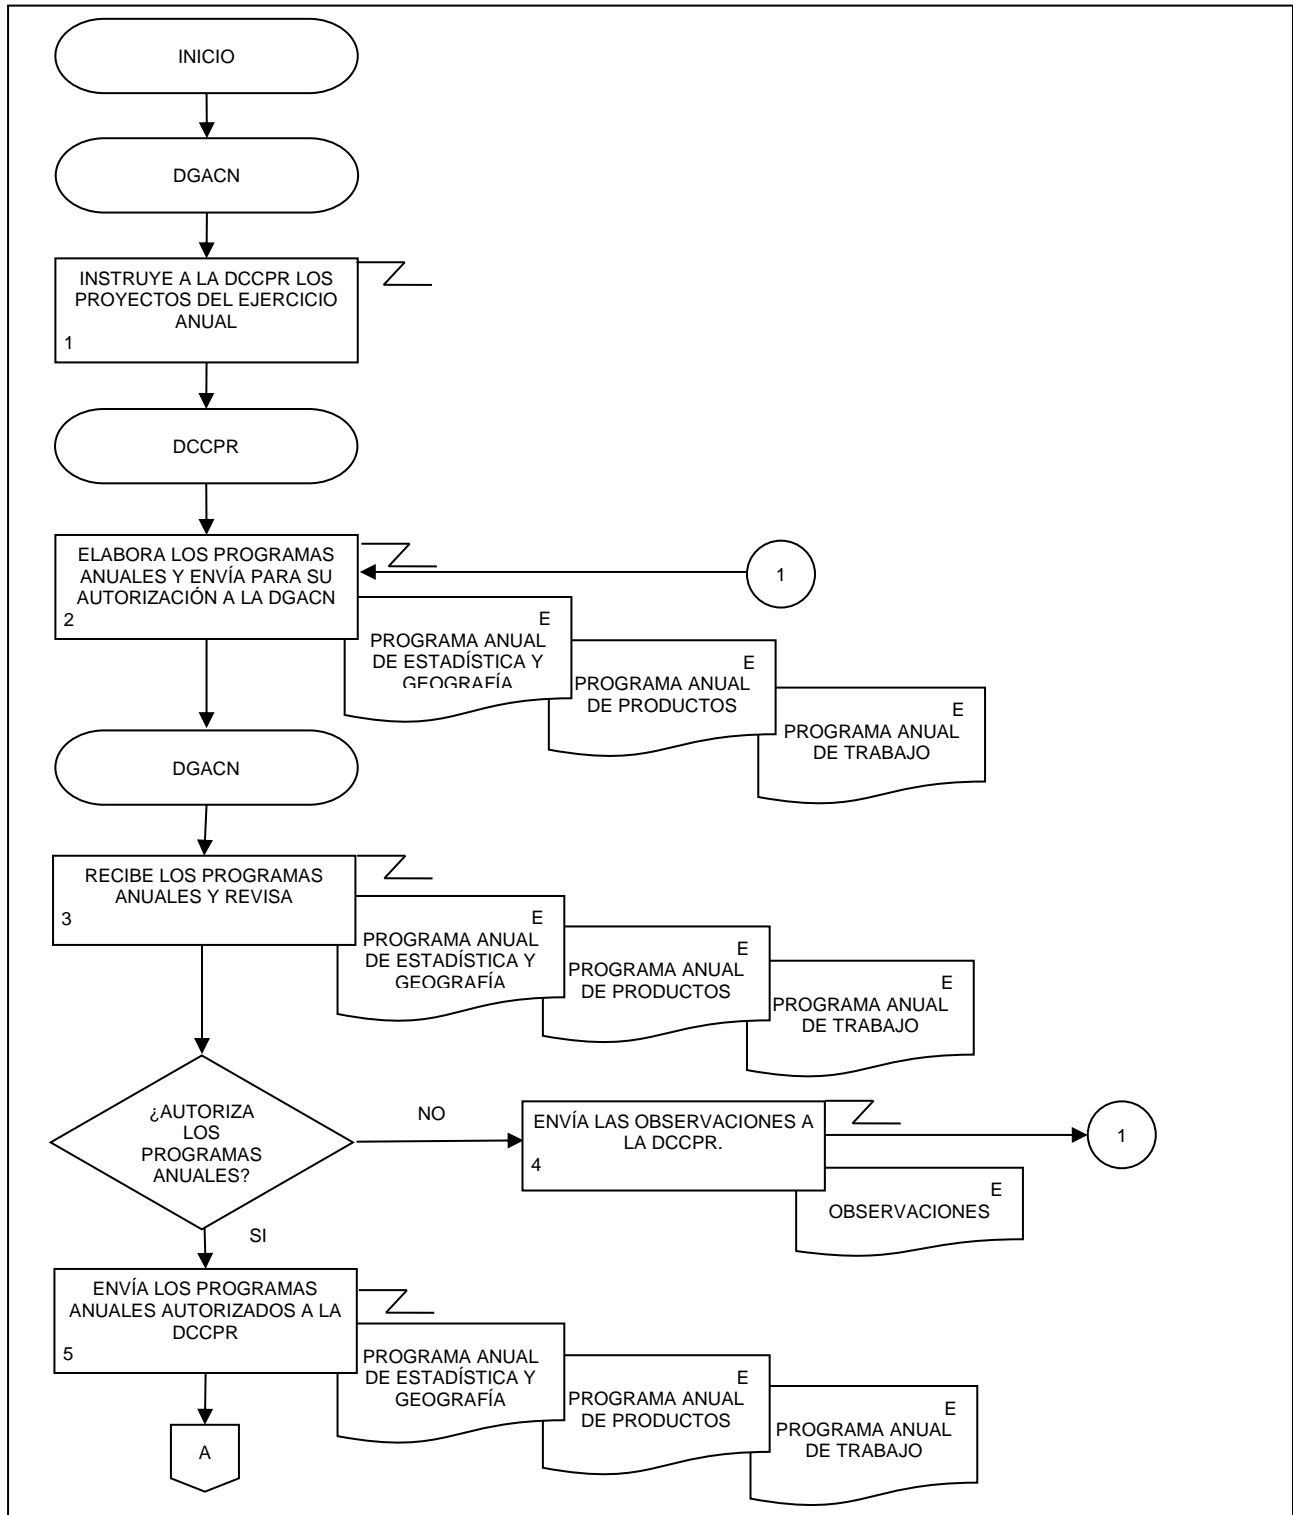 INICIO
DGACN
INSTRUYE A LA DCCPR LOS
PROYECTOS DEL EJERCICIO
ANUAL
1
DCCPR
ELABORA LOS PROGRAMAS
ANUALES Y ENVÍA PARA SU
AUTORIZACIÓN A LA DGACN
2
1
E
PROGRAMA ANUAL
DE ESTADÍSTICA Y
GEOGRAFÍA
E
PROGRAMA ANUAL
DE PRODUCTOS
E
PROGRAMA ANUAL
DE TRABAJO
DGACN
RECIBE LOS PROGRAMAS
ANUALES Y REVISA
3
E
PROGRAMA ANUAL
DE ESTADÍSTICA Y
GEOGRAFÍA
E
PROGRAMA ANUAL
DE PRODUCTOS
E
PROGRAMA ANUAL
DE TRABAJO
¿AUTORIZA
LOS
PROGRAMAS
ANUALES?
NO
ENVÍA LAS OBSERVACIONES A
LA DCCPR.
4
1
E
OBSERVACIONES
SI
ENVÍA LOS PROGRAMAS
ANUALES AUTORIZADOS A LA
DCCPR
5
PROGRAMA ANUAL
DE ESTADÍSTICA Y
GEOGRAFÍA
E
PROGRAMA ANUAL
DE PRODUCTOS
E
PROGRAMA ANUAL
DE TRABAJO
A